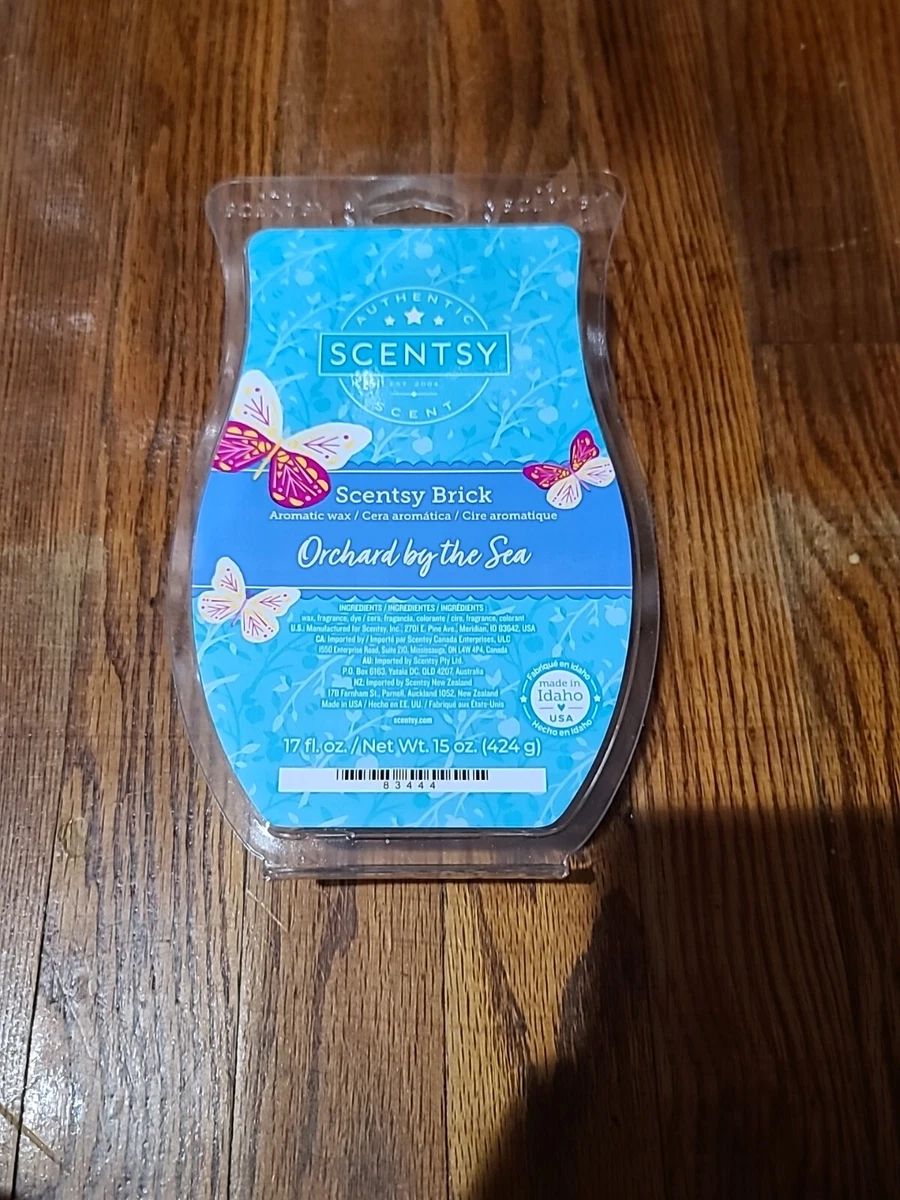 SCENTSY
AUTHENTIC
SCENTSY
EST. 2004
SCENT
Scentsy Brick
Aromatic wax / Cera aromática / Cire aromatique
Orchard by the Sea
INGREDIENTS / INGREDIENTES / INGRÉDIENTS
wax, fragrance, dye / cera, fragancia, colorante / cire, fragrance, colorant
U.S.: Manufactured for Scentsy, Inc., 2701 E. Pine Ave., Meridian, ID 83642, USA
CA: Imported by / Importé par Scentsy Canada Enterprises, ULC
1550 Enterprise Road, Suite 210, Mississauga, ON L4W 4P4, Canada
AU: Imported by Scentsy Pty Ltd.
P.O. Box 6163, Yatala DC, QLD 4207, Australia
NZ: Imported by Scentsy New Zealand
17B Farnham St., Parnell, Auckland 1052, New Zealand
Made in USA / Hecho en EE. UU. / Fabriqué aux États-Unis
scentsy.com
Fabriqué en Idaho
made in
Idaho
USA
Hecho en Idaho
17 fl. oz. / Net Wt. 15 oz. (424 g)
83444